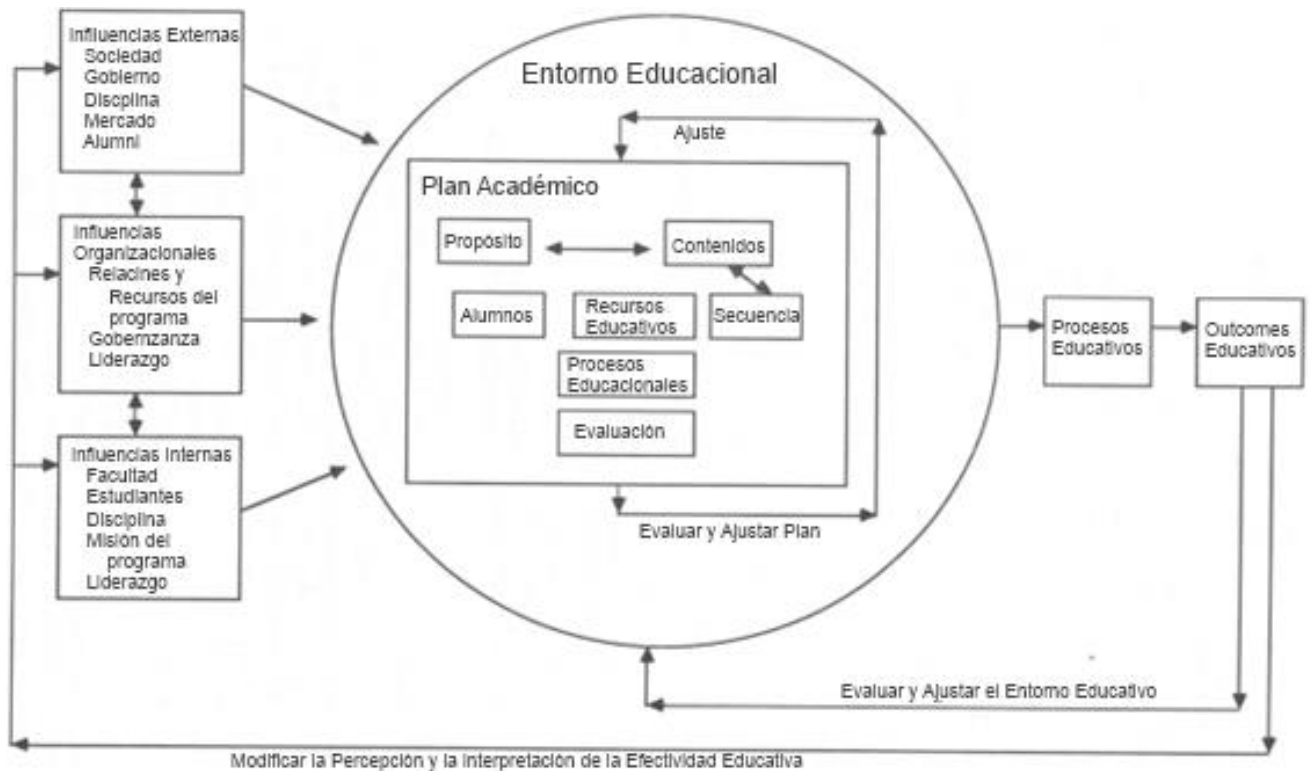 Influencias Externas
Sociedad
Gobierno
Discplina
Mercado
Alumni
Influencias
Organizacionales
Relacines y
Recursos del
programa
Gobernzanza
Liderazgo
Influencias Internas
Facultad
Estudiantes
Disciplina
Misión del
programa
Liderazgo
Entorno Educacional
Ajuste
Plan Académico
Propósito
Contenidos
Alumnos
Recursos
Educativos
Secuencia
Procesos
Educacionales
Evaluación
Evaluar y Ajustar Plan
Procesos
Educativos
Outcomes
Educativos
Evaluar y Ajustar el Entorno Educativo
Modificar la Percepción y la Interpretación de la Efectividad Educativa